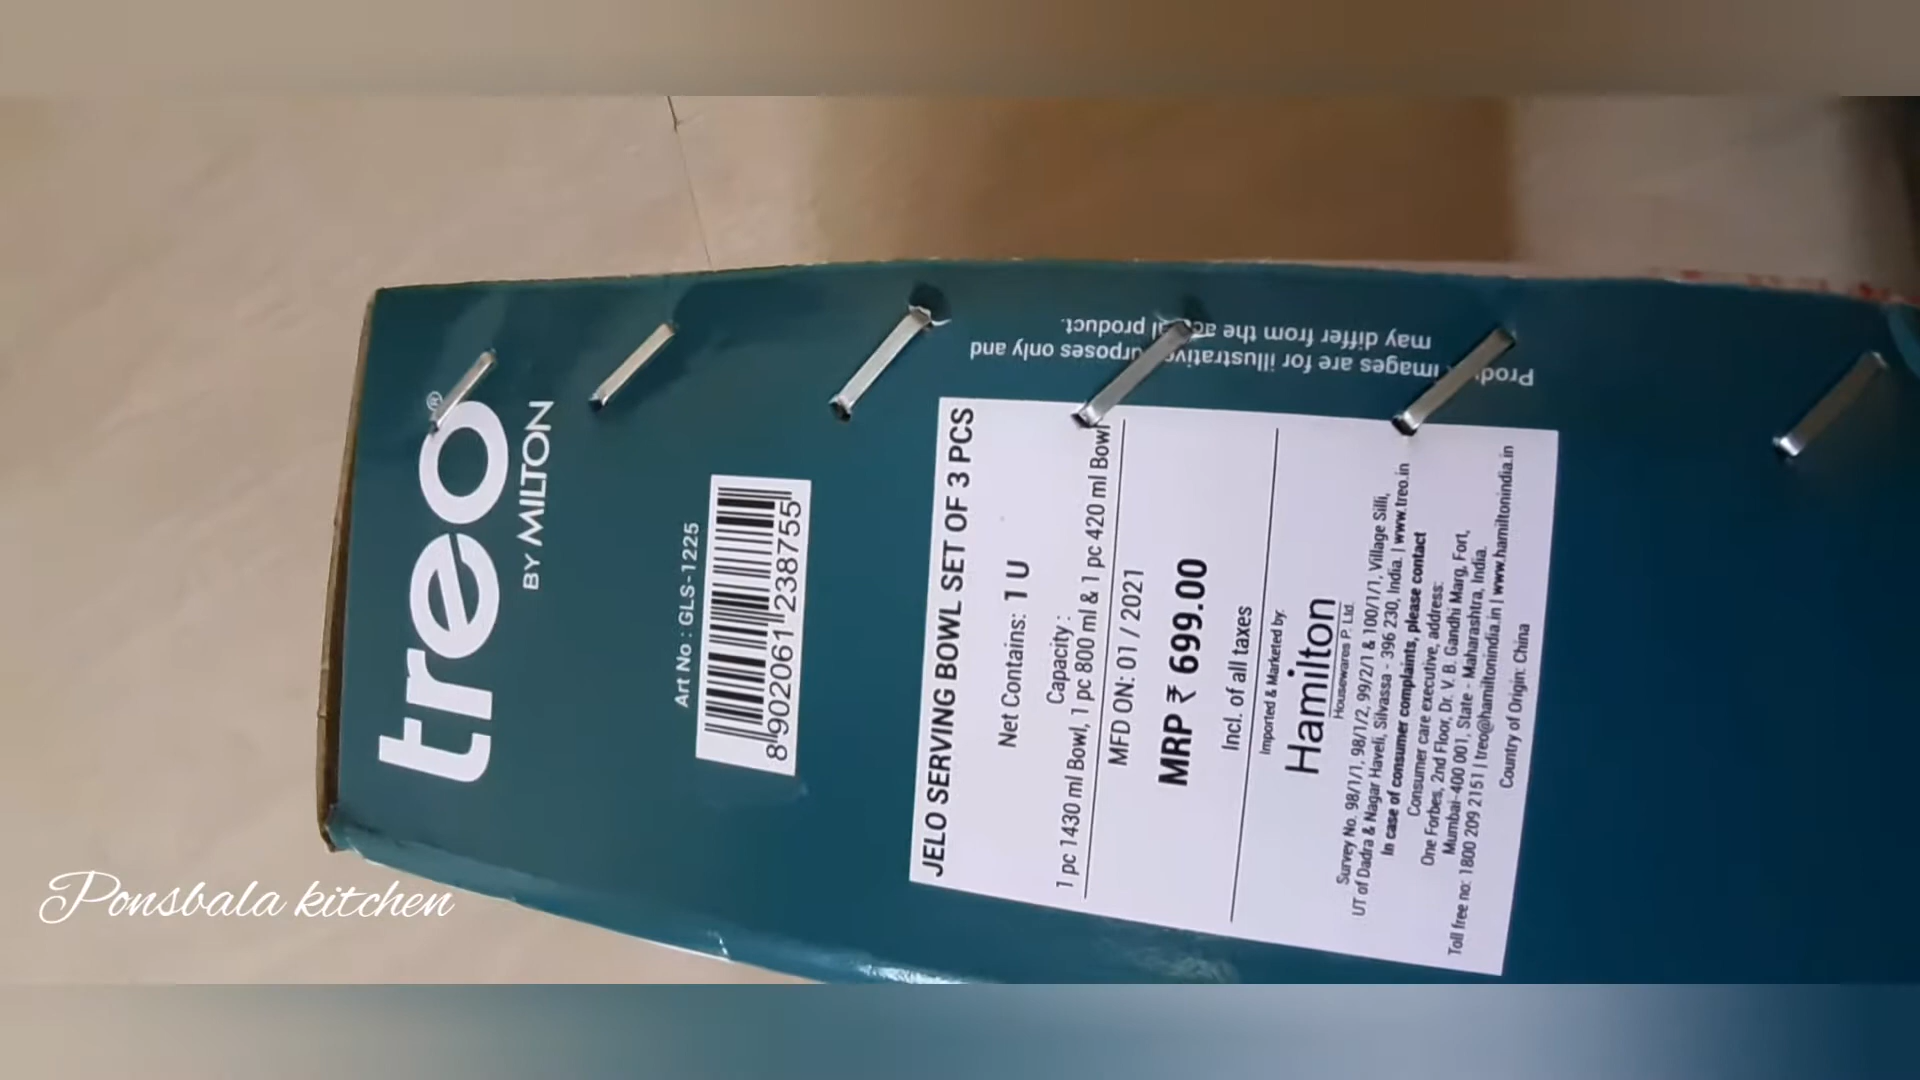 treo®
BY MILTON
Art No : GLS-1225
8 902061 238755
JELO SERVING BOWL SET OF 3 PCS
Net Contains: 1 U
Capacity :
1 pc 1430 ml Bowl, 1 pc 800 ml & 1 pc 420 ml Bowl
MFD ON: 01 / 2021
MRP ₹ 699.00
Incl. of all taxes
Imported & Marketed by:
Hamilton
Housewares P. Ltd.
Survey No. 98/1/1, 98/1/2, 99/2/1 & 100/1/1, Village Silli,
UT of Dadra & Nagar Haveli, Silvassa - 396 230, India. | www.treo.in
In case of consumer complaints, please contact
Consumer care executive, address:
One Forbes, 2nd Floor, Dr. V. B. Gandhi Marg, Fort,
Mumbai-400 001, State - Maharashtra, India.
Toll free no: 1800 209 2151 | treo@hamiltonindia.in | www.hamiltonindia.in
Country of Origin: China
Product images are for illustrative purposes only and
may differ from the actual product.
Ponsbala kitchen